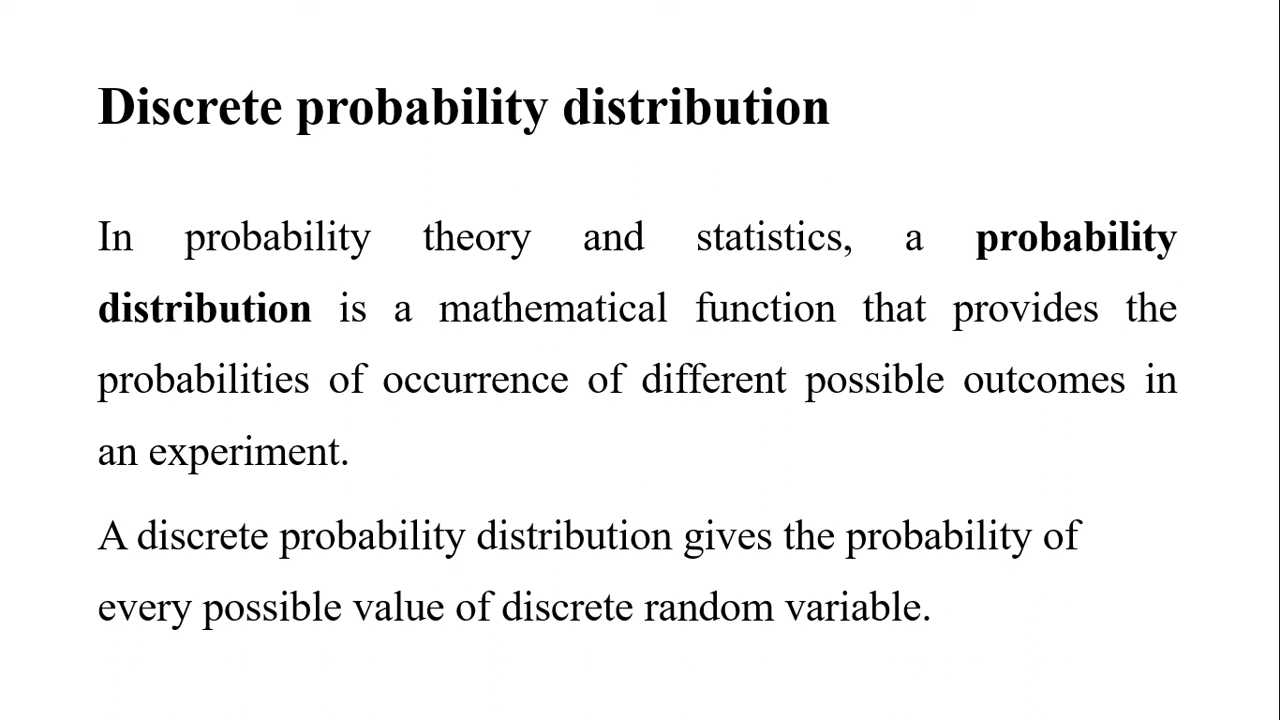 Discrete probability distribution
In probability theory and statistics, a probability
distribution is a mathematical function that provides the
probabilities of occurrence of different possible outcomes in
an experiment.
A discrete probability distribution gives the probability of
every possible value of discrete random variable.